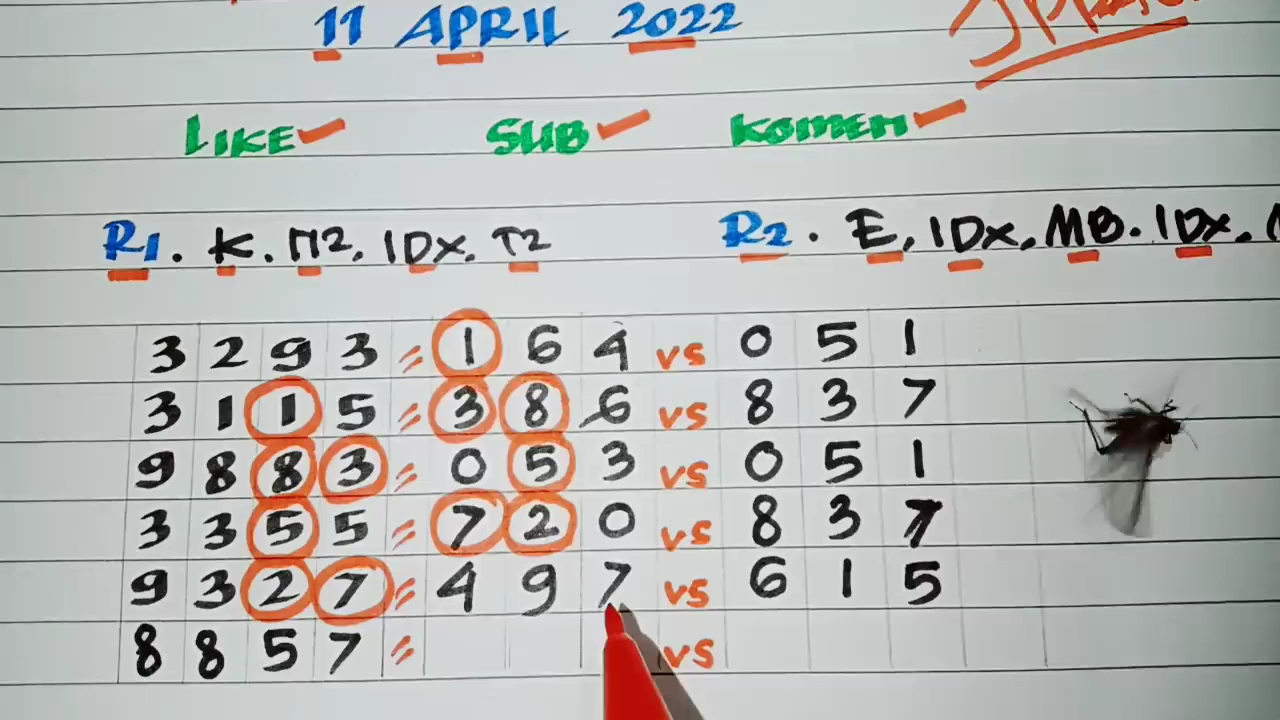 11 APRIL 2022
LIKE SUB KOMEN
R1. K. M2, IDX. T2 R2. E, IDX. MB. IDX.
3 2 9 3 = 1 6 4 vs 0 5 1
3 1 1 5 = 3 8 6 vs 8 3 7
9 8 8 3 = 0 5 3 vs 0 5 1
3 3 5 5 = 7 2 0 vs 8 3 7
9 3 2 7 = 4 9 7 vs 6 1 5
8 8 5 7 = vs